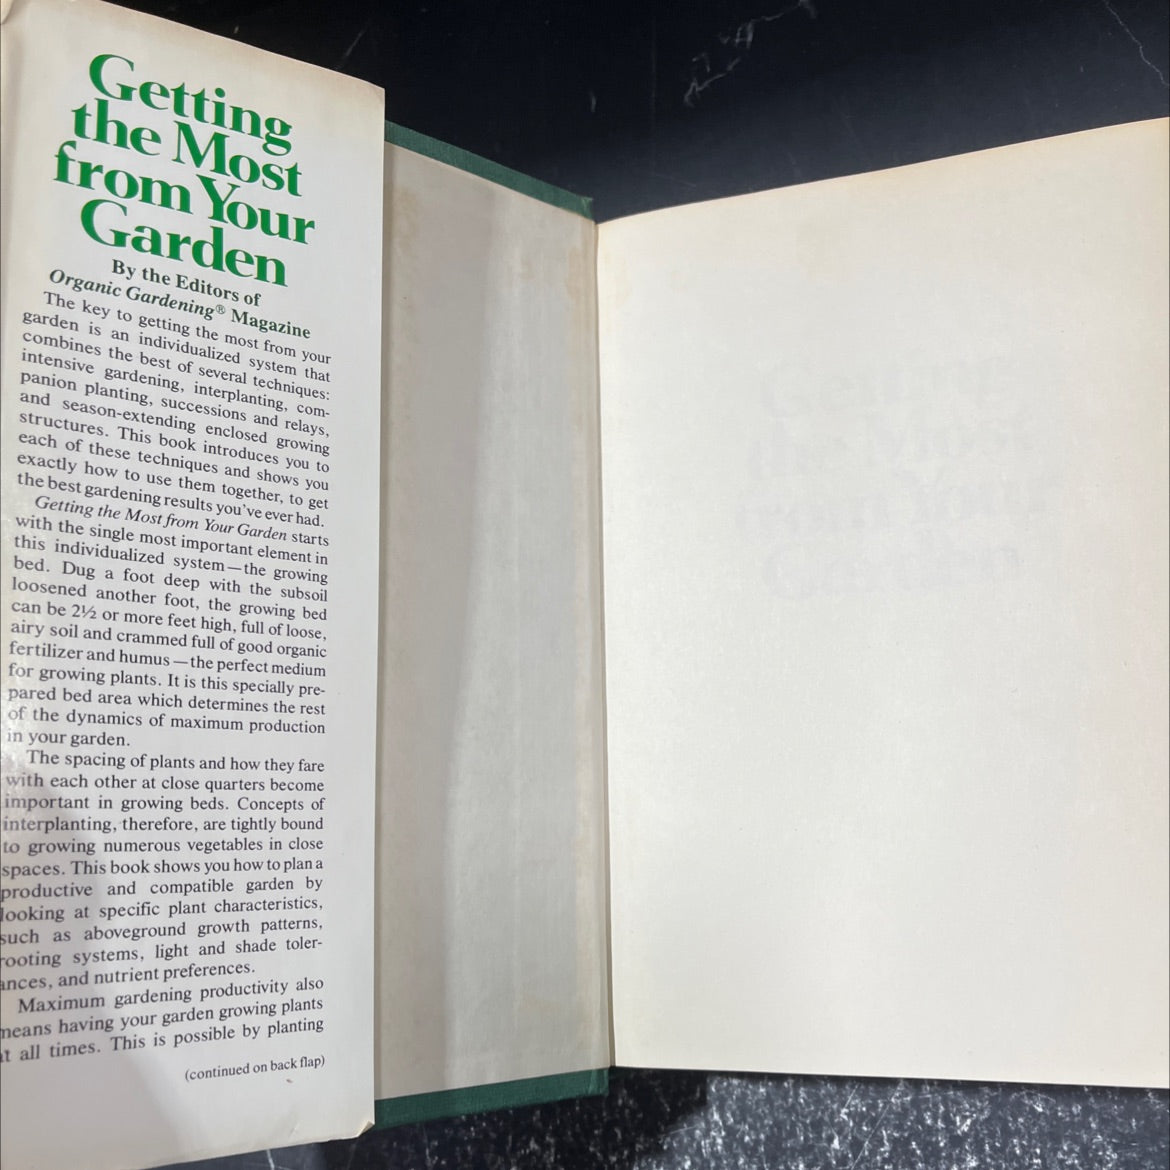 Getting
the Most
from Your
Garden
By the Editors of
Organic Gardening® Magazine
The key to getting the most from your
garden is an individualized system that
combines the best of several techniques:
intensive gardening, interplanting, com-
panion planting, successions and relays,
and season-extending enclosed growing
structures. This book introduces you to
each of these techniques and shows you
exactly how to use them together, to get
the best gardening results you've ever had.
Getting the Most from Your Garden starts
with the single most important element in
this individualized system—the growing
bed. Dug a foot deep with the subsoil
loosened another foot, the growing bed
can be 2½ or more feet high, full of loose,
airy soil and crammed full of good organic
fertilizer and humus—the perfect medium
for growing plants. It is this specially pre-
pared bed area which determines the rest
of the dynamics of maximum production
in your garden.
The spacing of plants and how they fare
with each other at close quarters become
important in growing beds. Concepts of
interplanting, therefore, are tightly bound
to growing numerous vegetables in close
spaces. This book shows you how to plan a
productive and compatible garden by
looking at specific plant characteristics,
such as aboveground growth patterns,
rooting systems, light and shade toler-
ances, and nutrient preferences.
Maximum gardening productivity also
means having your garden growing plants
at all times. This is possible by planting
(continued on back flap)